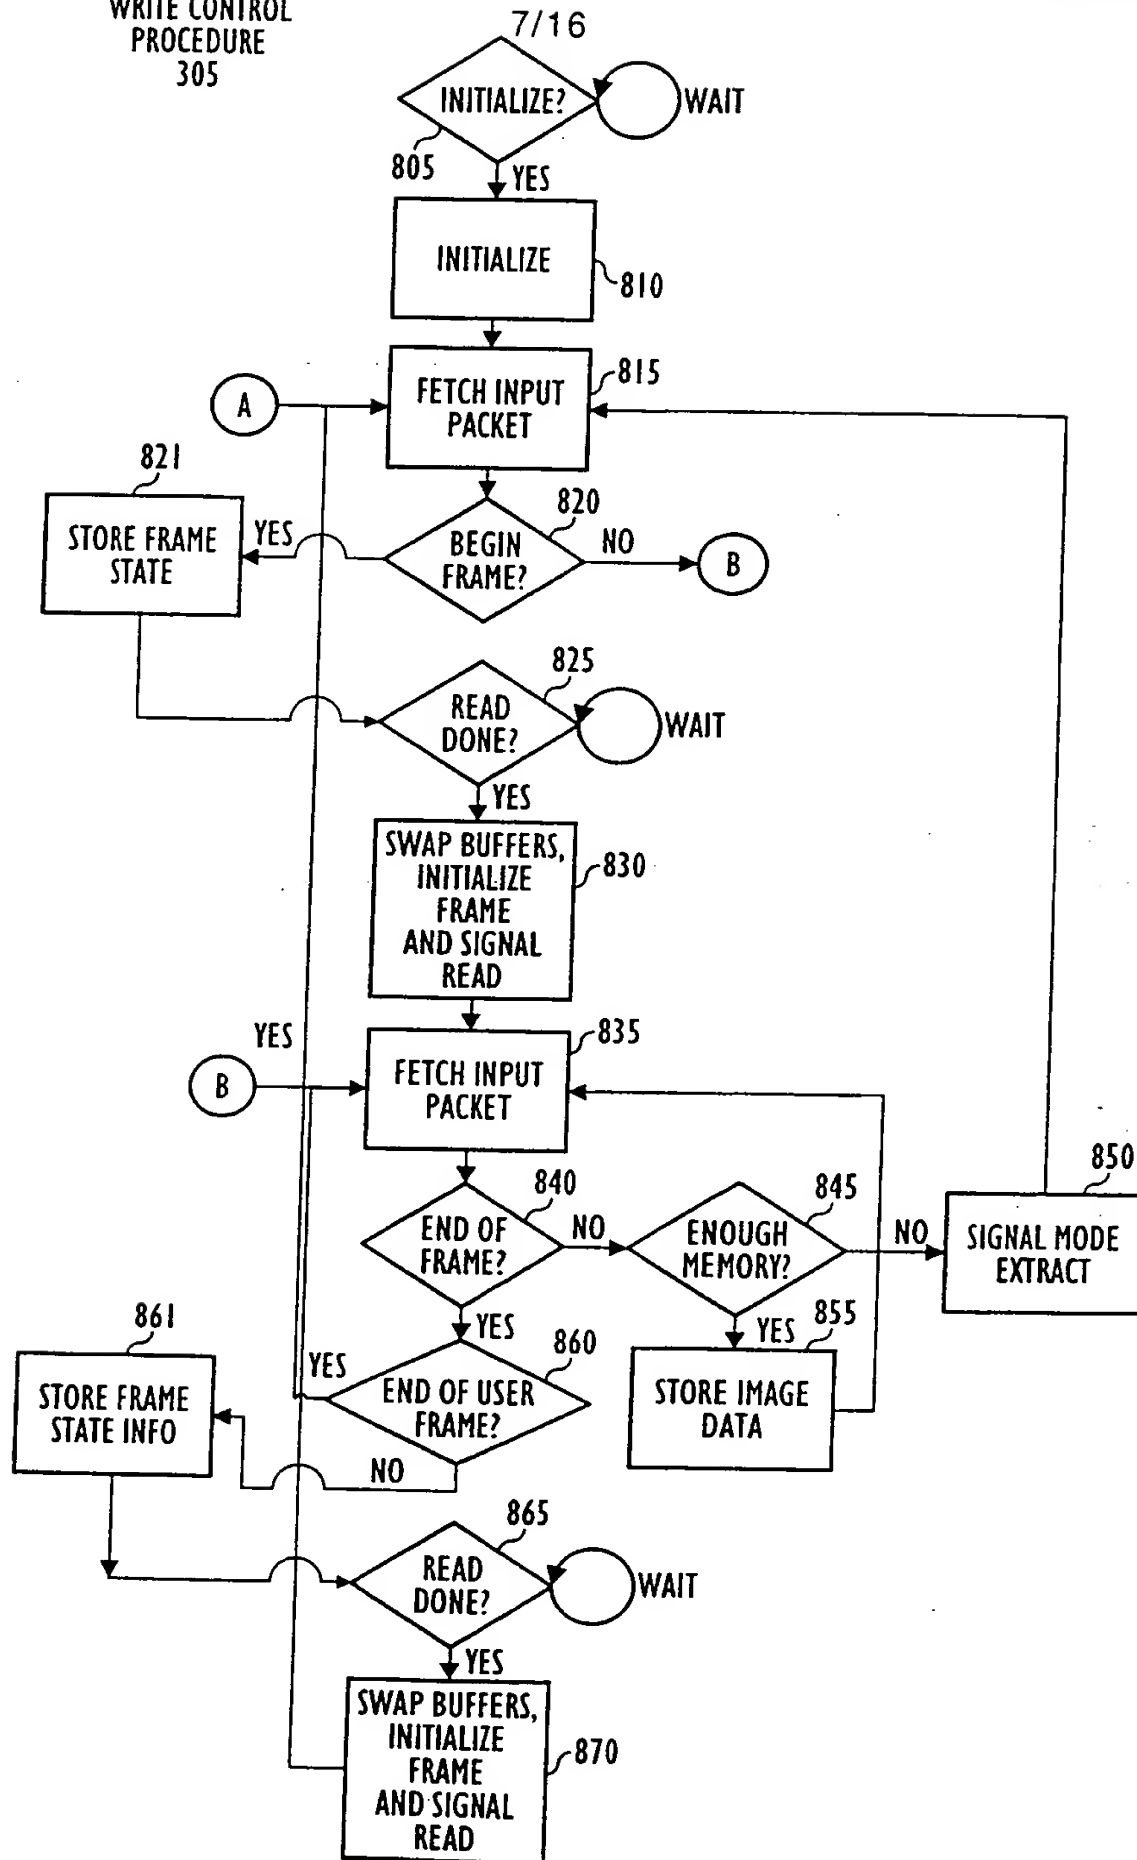 WRITE CONTROL
PROCEDURE
305
7/16
INITIALIZE?
WAIT
805
YES
INITIALIZE
810
FETCH INPUT
PACKET
815
A
821
STORE FRAME
STATE
YES
BEGIN
FRAME?
820
NO
B
READ
DONE?
825
WAIT
YES
SWAP BUFFERS,
INITIALIZE
FRAME
AND SIGNAL
READ
830
YES
B
FETCH INPUT
PACKET
835
END OF
FRAME?
840
NO
ENOUGH
MEMORY?
845
NO
SIGNAL MODE
EXTRACT
850
YES
YES
STORE IMAGE
DATA
855
861
STORE FRAME
STATE INFO
YES
END OF USER
FRAME?
860
NO
READ
DONE?
865
WAIT
YES
SWAP BUFFERS,
INITIALIZE
FRAME
AND SIGNAL
READ
870